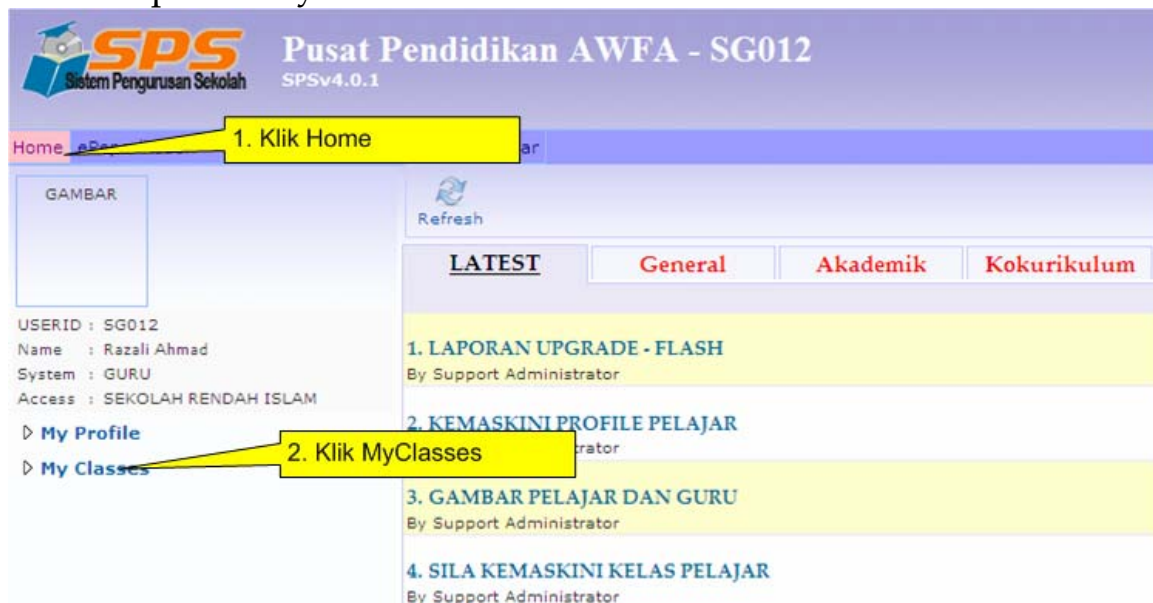 SPS
Sistem Pengurusan Sekolah
Pusat Pendidikan AWFA - SG012
SPSv4.0.1
1. Klik Home
Home
GAMBAR
Refresh
LATEST General Akademik Kokurikulum
USERID : SG012
Name : Razali Ahmad
System : GURU
Access : SEKOLAH RENDAH ISLAM
My Profile
My Classes
2. Klik MyClasses
1. LAPORAN UPGRADE - FLASH
By Support Administrator
2. KEMASKINI PROFILE PELAJAR
3. GAMBAR PELAJAR DAN GURU
By Support Administrator
4. SILA KEMASKINI KELAS PELAJAR
By Support Administrator